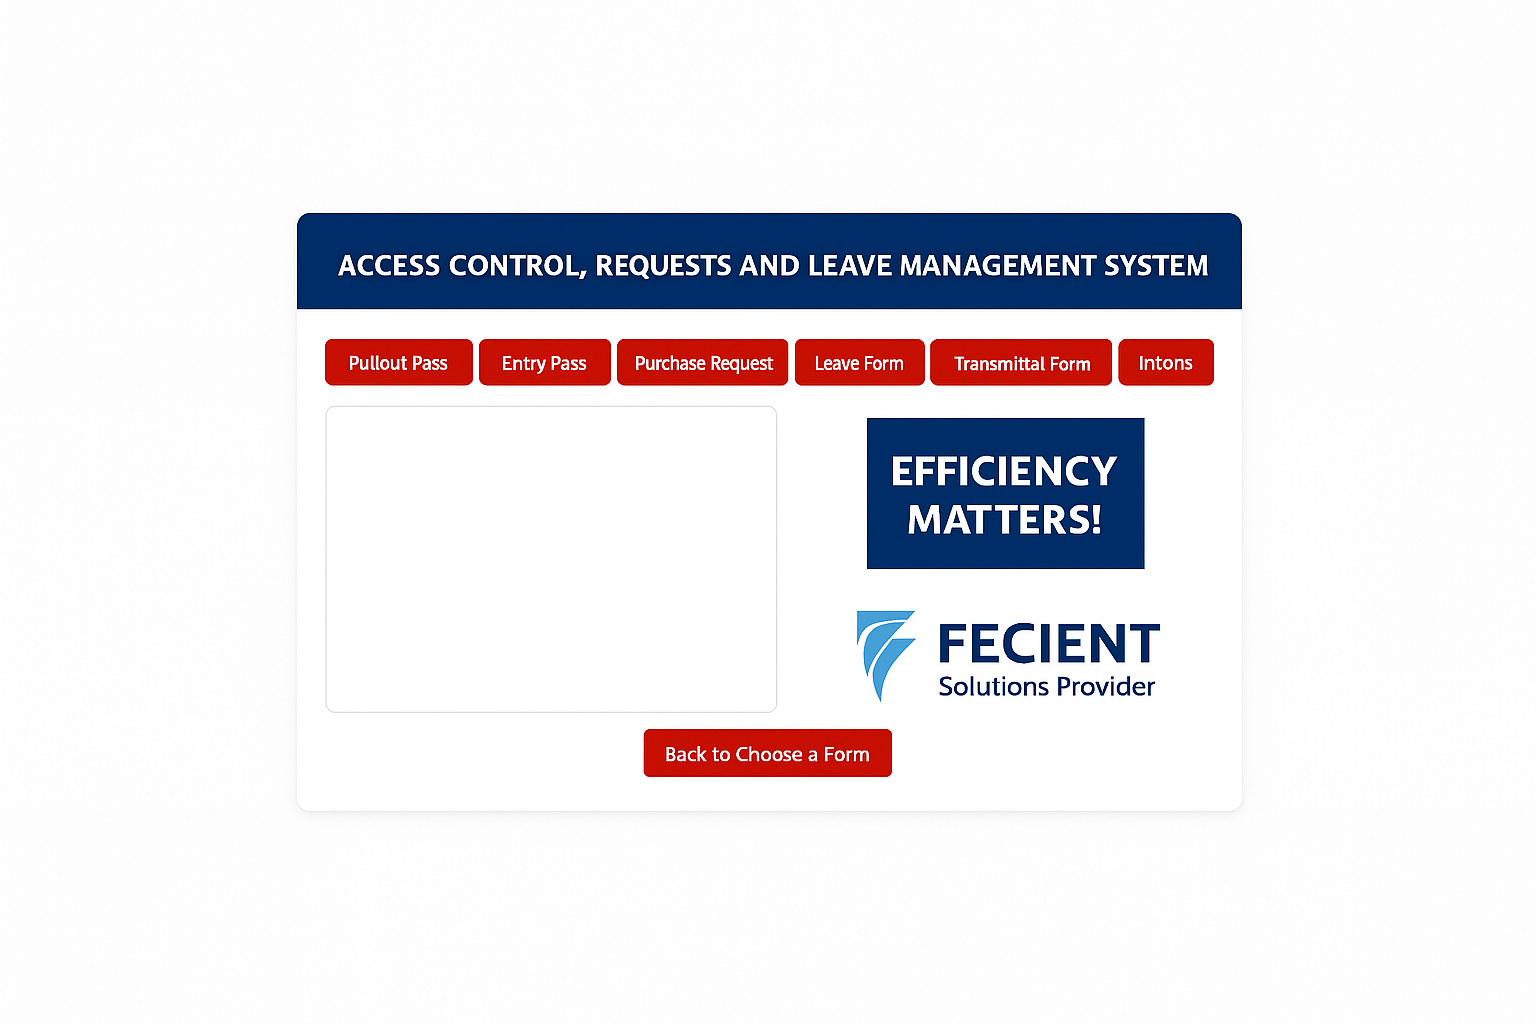 ACCESS CONTROL, REQUESTS AND LEAVE MANAGEMENT SYSTEM
Pullout Pass Entry Pass Purchase Request Leave Form Transmittal Form Intons
EFFICIENCY
MATTERS!
FECIENT
Solutions Provider
Back to Choose a Form